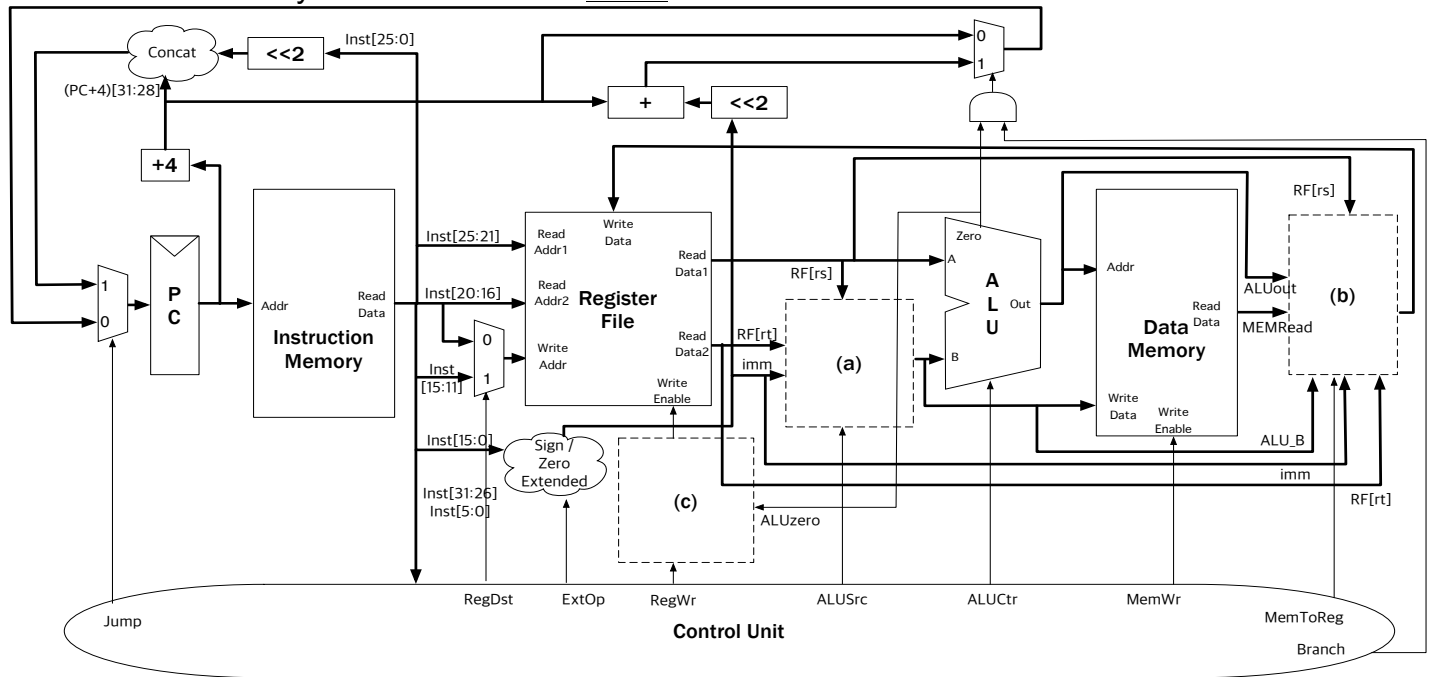 Concat
<<2
Inst[25:0]
0
1
(PC+4)[31:28]
+
<<2
+4
RF[rs]
Inst[25:21]
Read
Addr1
Write
Data
Read
Data1
Zero
A
RF[rs]
Addr
1
0
P
C
Addr
Read
Data
Instruction
Memory
Inst[20:16]
Read
Addr2
Register
File
A
L
U
Out
ALUout
(b)
Read
Data
MEMRead
Data
Memory
0
1
Inst
[15:11]
Write
Addr
Read
Data2
RF[rt]
imm
(a)
B
Write
Enable
Write
Data
Write
Enable
Inst[15:0]
Sign /
Zero
Extended
ALU_B
imm
RF[rt]
Inst[31:26]
Inst[5:0]
(c)
ALUzero
Jump
RegDst
ExtOp
RegWr
ALUSrc
ALUCtr
MemWr
MemToReg
Branch
Control Unit